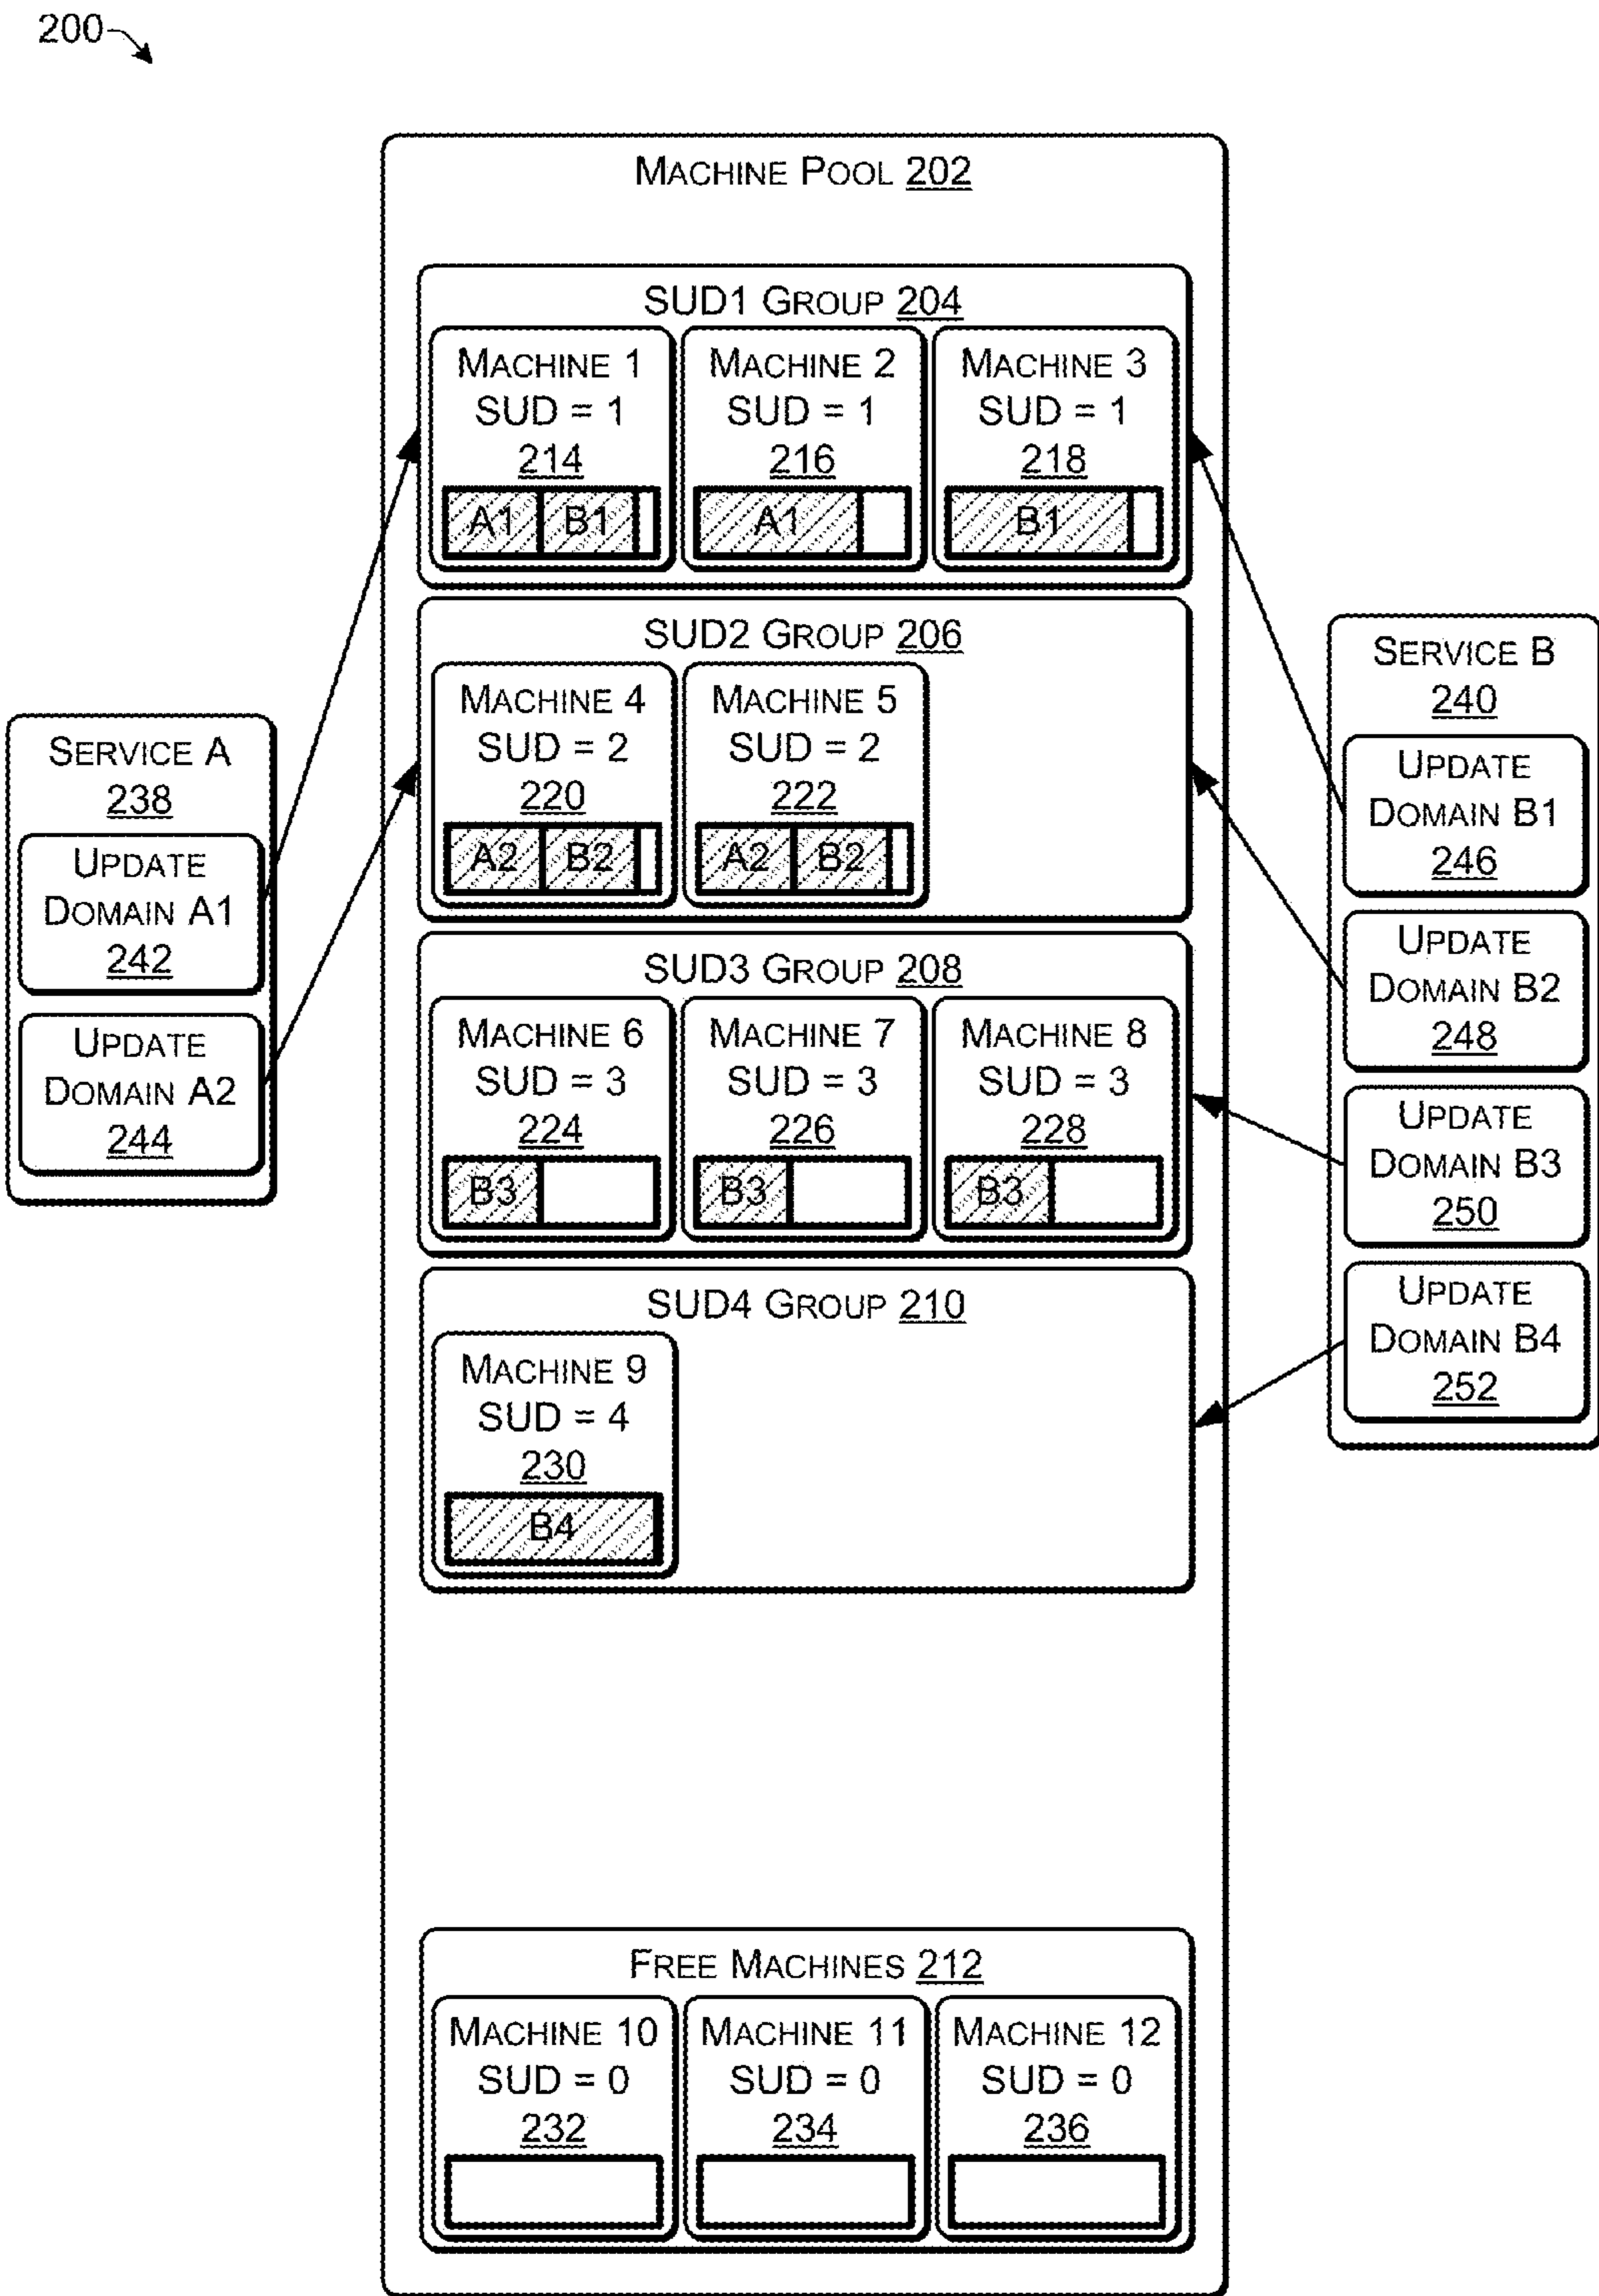 200
MACHINE POOL 202
SUD1 GROUP 204
MACHINE 1
SUD = 1
214
A1 B1
MACHINE 2
SUD = 1
216
A1
MACHINE 3
SUD = 1
218
B1
SUD2 GROUP 206
MACHINE 4
SUD = 2
220
A2 B2
MACHINE 5
SUD = 2
222
A2 B2
SUD3 GROUP 208
MACHINE 6
SUD = 3
224
B3
MACHINE 7
SUD = 3
226
B3
MACHINE 8
SUD = 3
228
B3
SUD4 GROUP 210
MACHINE 9
SUD = 4
230
B4
FREE MACHINES 212
MACHINE 10
SUD = 0
232
MACHINE 11
SUD = 0
234
MACHINE 12
SUD = 0
236
SERVICE A
238
UPDATE
DOMAIN A1
242
UPDATE
DOMAIN A2
244
SERVICE B
240
UPDATE
DOMAIN B1
246
UPDATE
DOMAIN B2
248
UPDATE
DOMAIN B3
250
UPDATE
DOMAIN B4
252